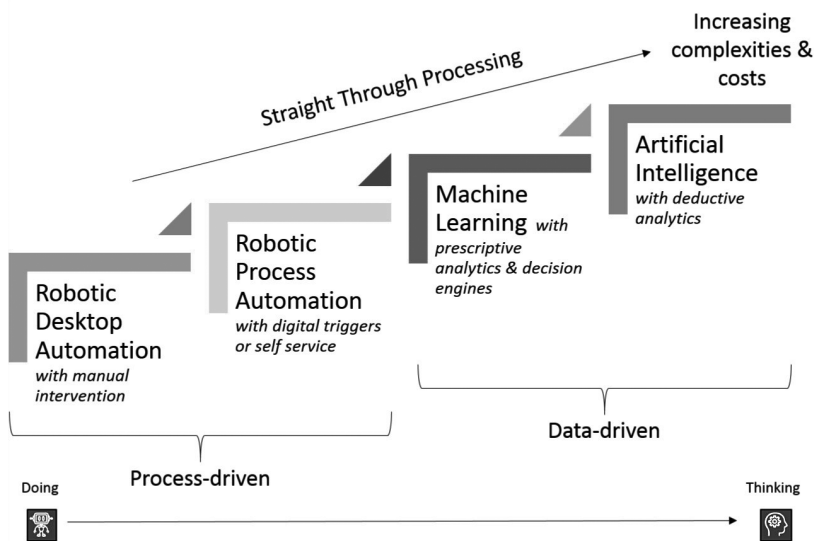 Increasing
complexities &
costs
Straight Through Processing
Artificial
Intelligence
with deductive
analytics
Machine
Learning with
prescriptive
analytics & decision
engines
Robotic
Process
Automation
with digital triggers
or self service
Robotic
Desktop
Automation
with manual
intervention
Data-driven
Process-driven
Doing
Thinking